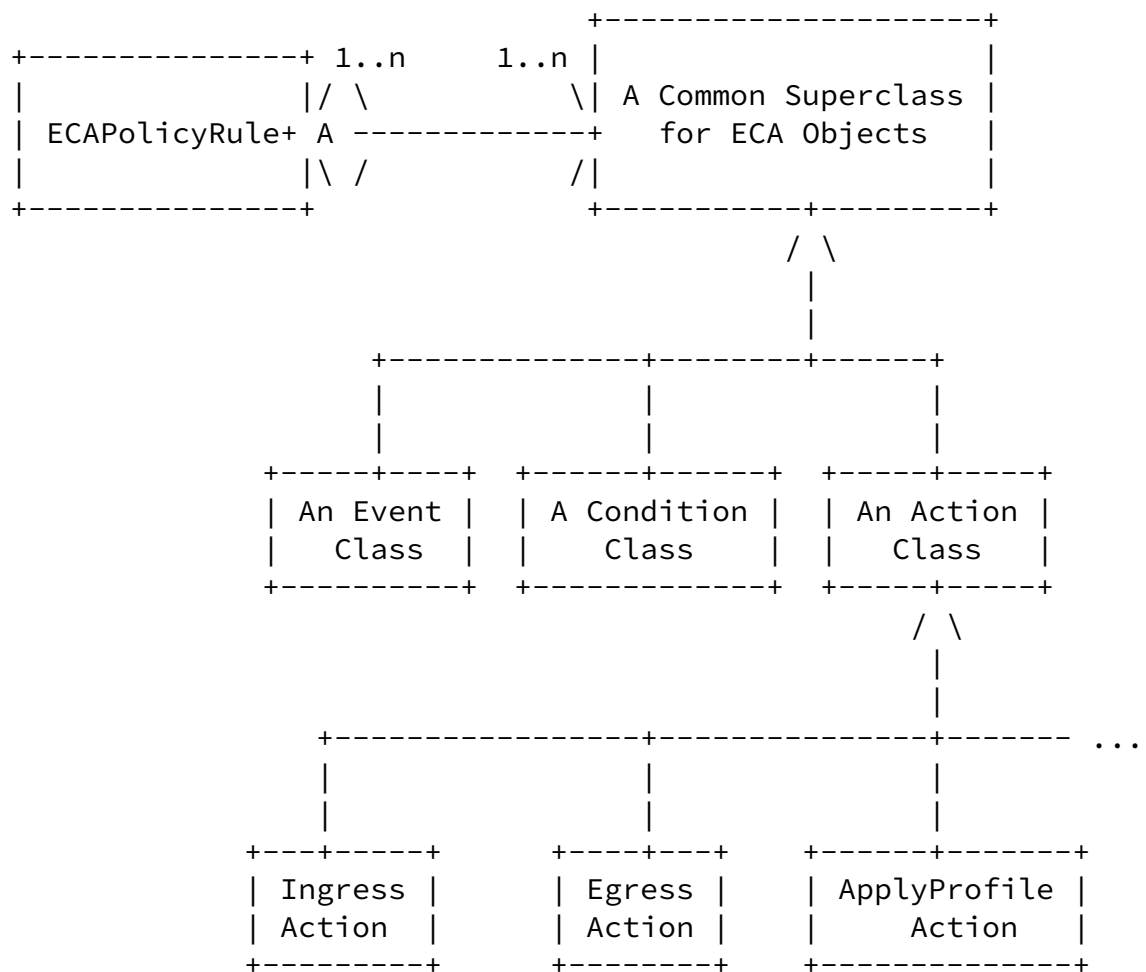 1..n 1..n
A Common Superclass
ECAPolicyRule A for ECA Objects
An Event A Condition An Action
Class Class Class
...
Ingress Egress ApplyProfile
Action Action Action